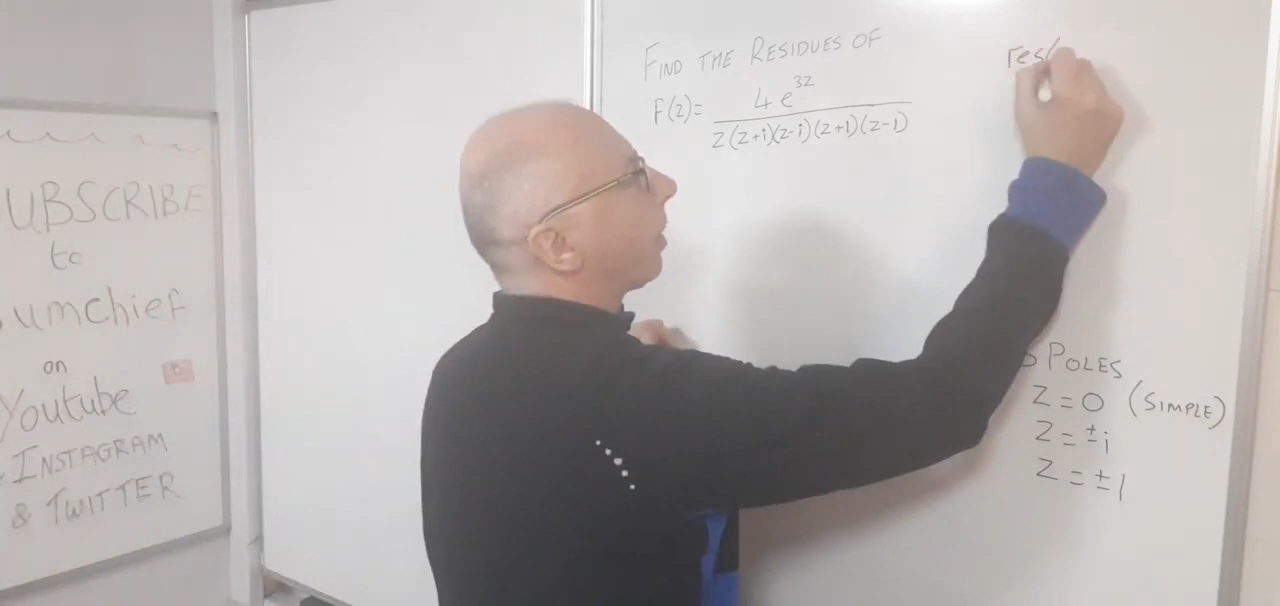 UBSCRIBE
to
umchief
on
Youtube
INSTAGRAM
& TWITTER
FIND THE RESIDUES OF
F(z)= 4e^{3z} / z(z+i)(z-i)(z+1)(z-1)
res(
POLES
z = 0 (SIMPLE)
z = ±i
z = ±1